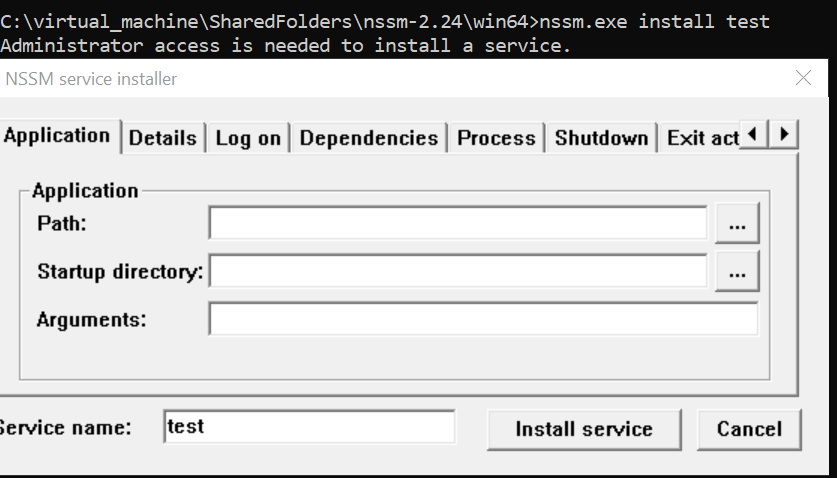 C:\virtual_machine\SharedFolders\nssm-2.24\win64>nssm.exe install test
Administrator access is needed to install a service.
NSSM service installer
Application Details Log on Dependencies Process Shutdown Exit act
Application
Path: ...
Startup directory: ...
Arguments:
Service name: test Install service Cancel